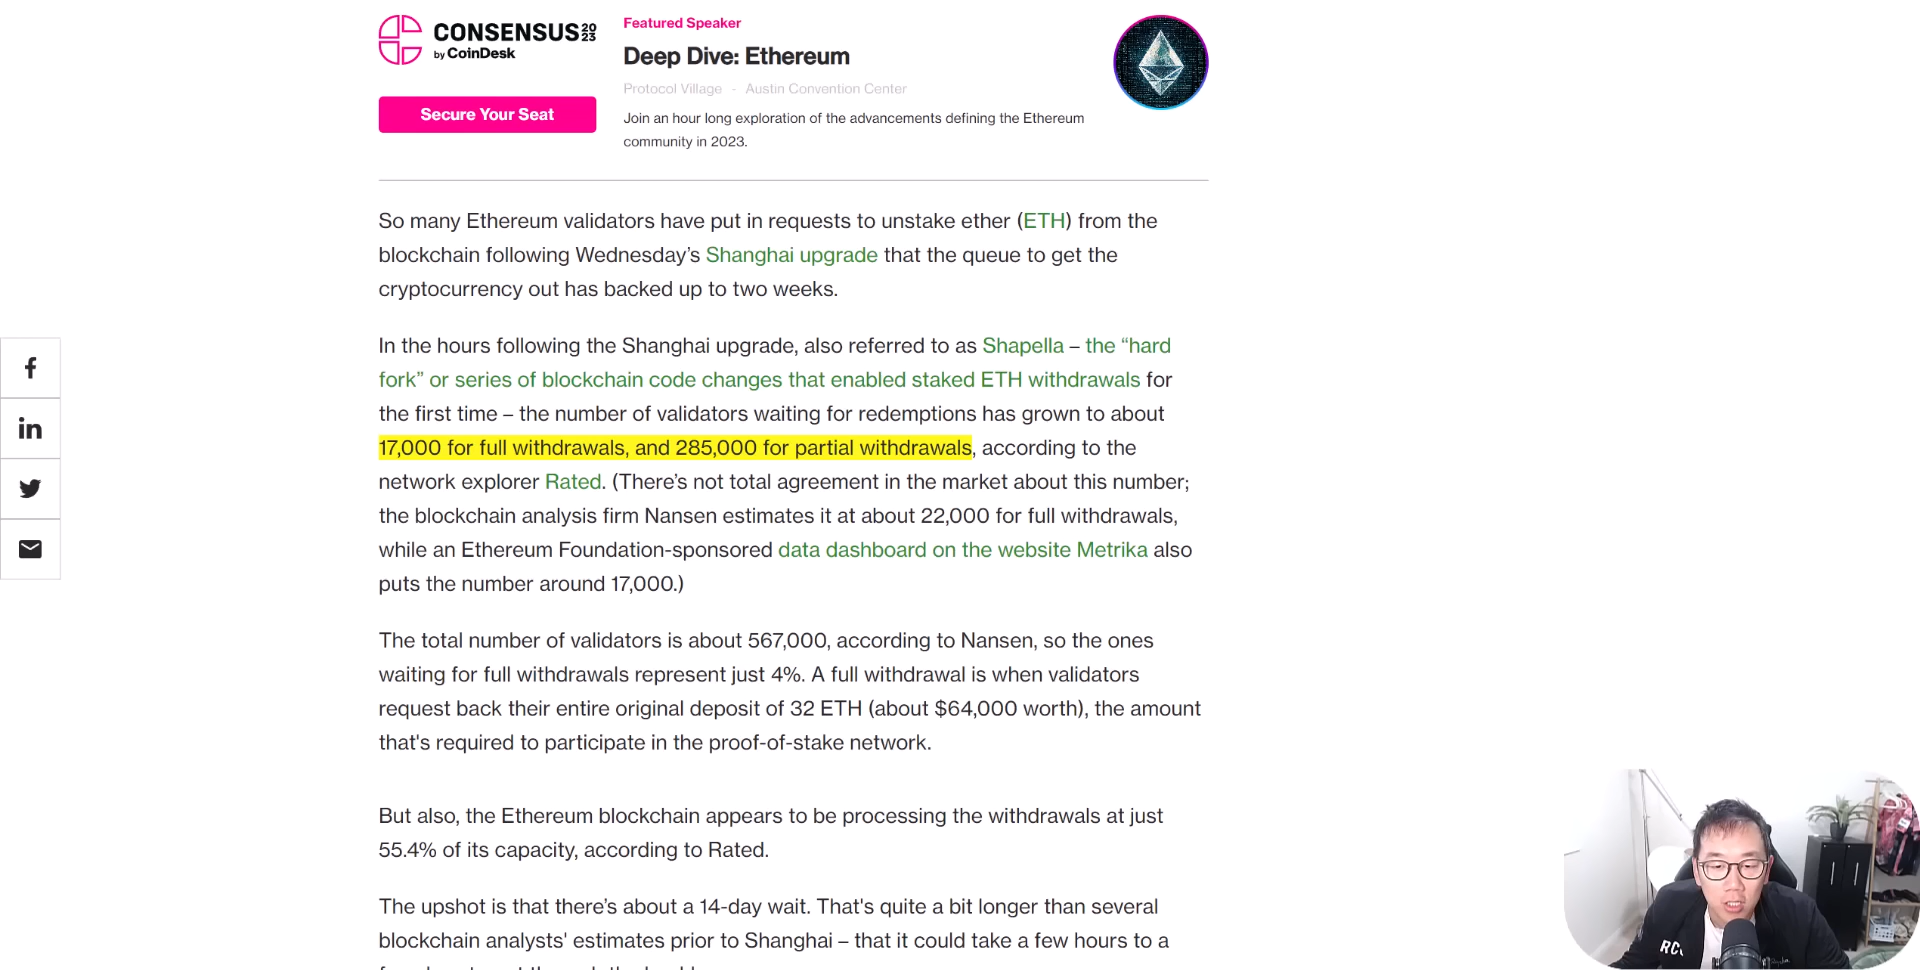 CONSENSUS 20 23
by CoinDesk
Secure Your Seat
Featured Speaker
Deep Dive: Ethereum
Protocol Village - Austin Convention Center
Join an hour long exploration of the advancements defining the Ethereum
community in 2023.
So many Ethereum validators have put in requests to unstake ether (ETH) from the
blockchain following Wednesday’s Shanghai upgrade that the queue to get the
cryptocurrency out has backed up to two weeks.
In the hours following the Shanghai upgrade, also referred to as Shapella – the “hard
fork” or series of blockchain code changes that enabled staked ETH withdrawals for
the first time – the number of validators waiting for redemptions has grown to about
17,000 for full withdrawals, and 285,000 for partial withdrawals, according to the
network explorer Rated. (There’s not total agreement in the market about this number;
the blockchain analysis firm Nansen estimates it at about 22,000 for full withdrawals,
while an Ethereum Foundation-sponsored data dashboard on the website Metrika also
puts the number around 17,000.)
The total number of validators is about 567,000, according to Nansen, so the ones
waiting for full withdrawals represent just 4%. A full withdrawal is when validators
request back their entire original deposit of 32 ETH (about $64,000 worth), the amount
that's required to participate in the proof-of-stake network.
But also, the Ethereum blockchain appears to be processing the withdrawals at just
55.4% of its capacity, according to Rated.
The upshot is that there’s about a 14-day wait. That's quite a bit longer than several
blockchain analysts' estimates prior to Shanghai – that it could take a few hours to a